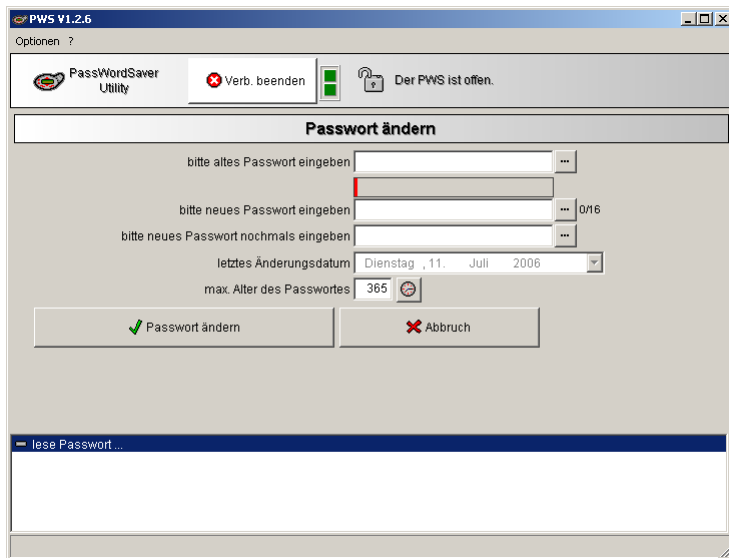 PWS V1.2.6
Optionen ?
PassWordSaver
Utility
Verb. beenden
Der PWS ist offen.
Passwort ändern
bitte altes Passwort eingeben ...
bitte neues Passwort eingeben ... 0/16
bitte neues Passwort nochmals eingeben ...
letztes Änderungsdatum Dienstag , 11. Juli 2006
max. Alter des Passwortes 365
Passwort ändern Abbruch
lese Passwort ...